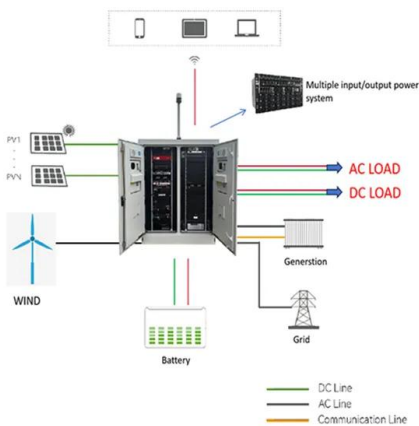 Multiple input/output power
system
PV1
PVN
AC LOAD
DC LOAD
WIND
Generstion
Grid
Battery
DC Line
AC Line
Communication Line